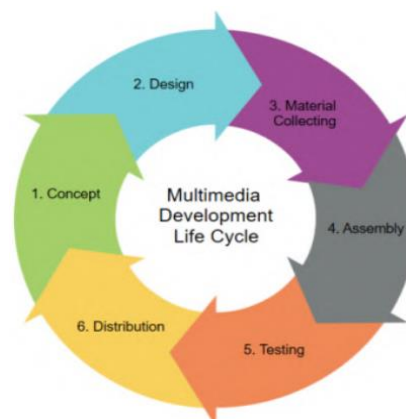 2. Design
3. Material
Collecting
1. Concept
Multimedia
Development
Life Cycle
4. Assembly
6. Distribution
5. Testing